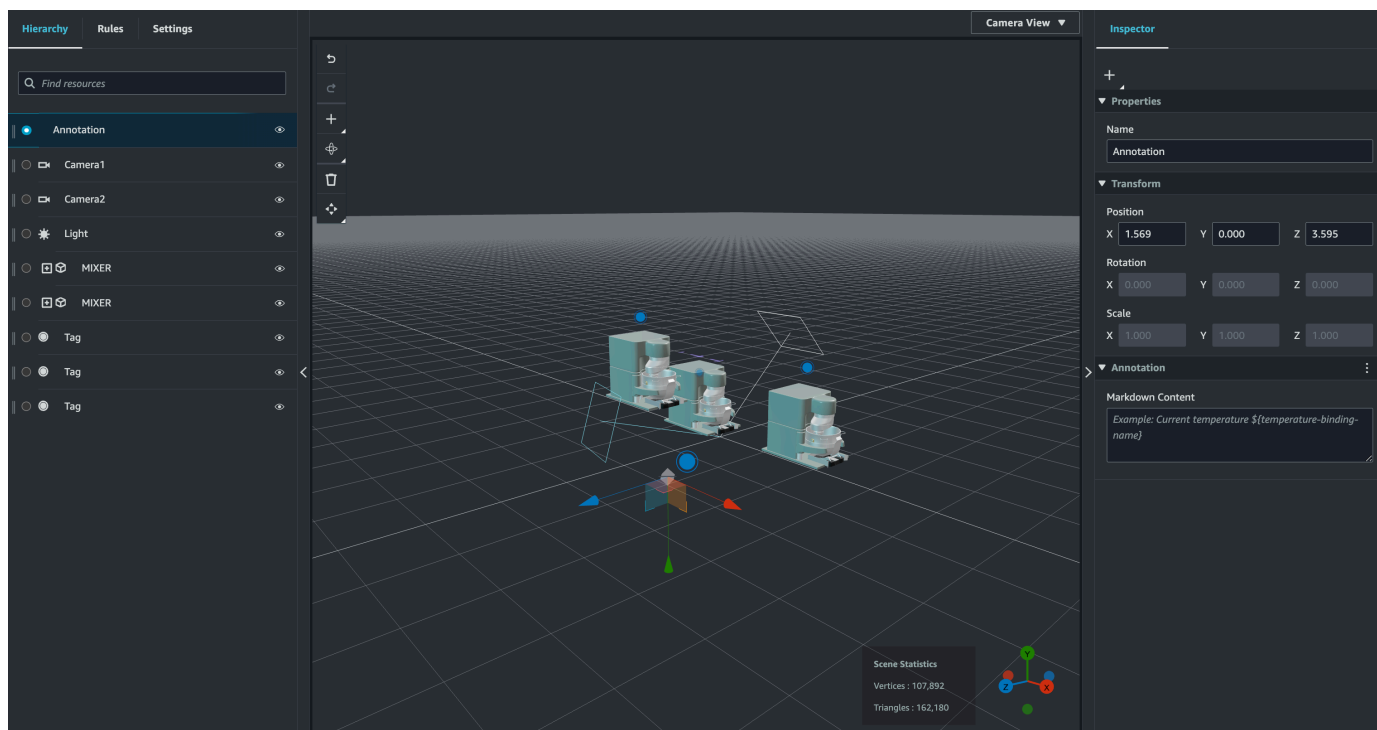 Hierarchy Rules Settings
Find resources
Annotation
Camera1
Camera2
Light
MIXER
MIXER
Tag
Tag
Tag
Camera View
Scene Statistics
Vertices : 107,892
Triangles : 162,180
Y
Z
X
Inspector
Properties
Name
Annotation
Transform
Position
X 1.569 Y 0.000 Z 3.595
Rotation
X 0.000 Y 0.000 Z 0.000
Scale
X 1.000 Y 1.000 Z 1.000
Annotation
Markdown Content
Example: Current temperature ${temperature-binding-
name}